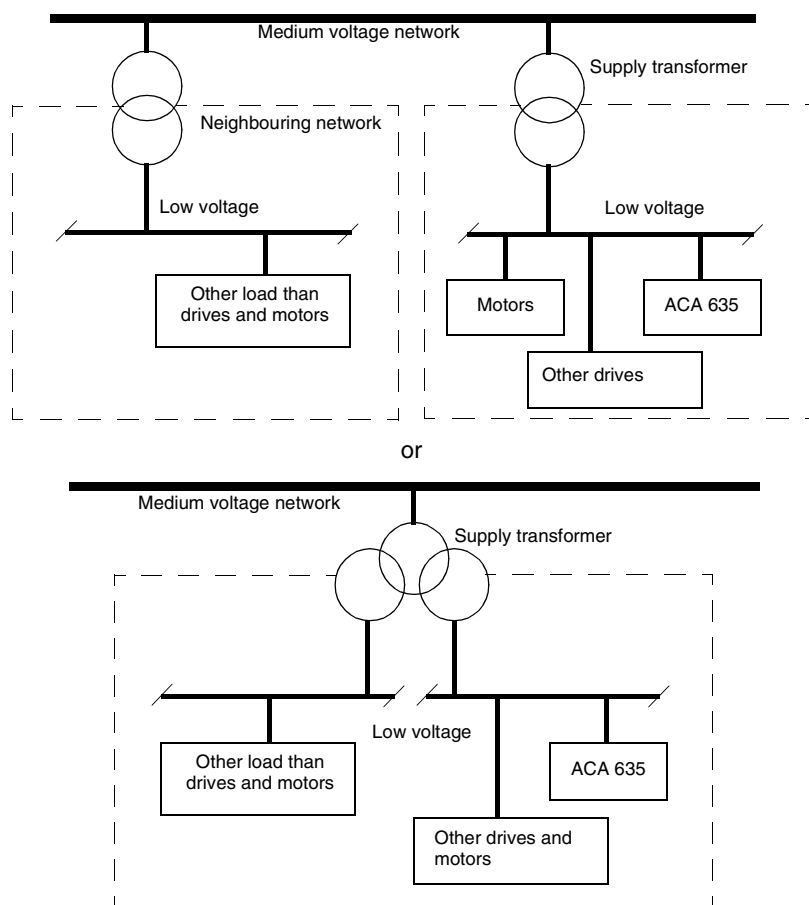 Medium voltage network
Supply transformer
Neighbouring network
Low voltage
Low voltage
Other load than
drives and motors
Motors
ACA 635
Other drives
or
Medium voltage network
Supply transformer
Low voltage
Other load than
drives and motors
ACA 635
Other drives and
motors